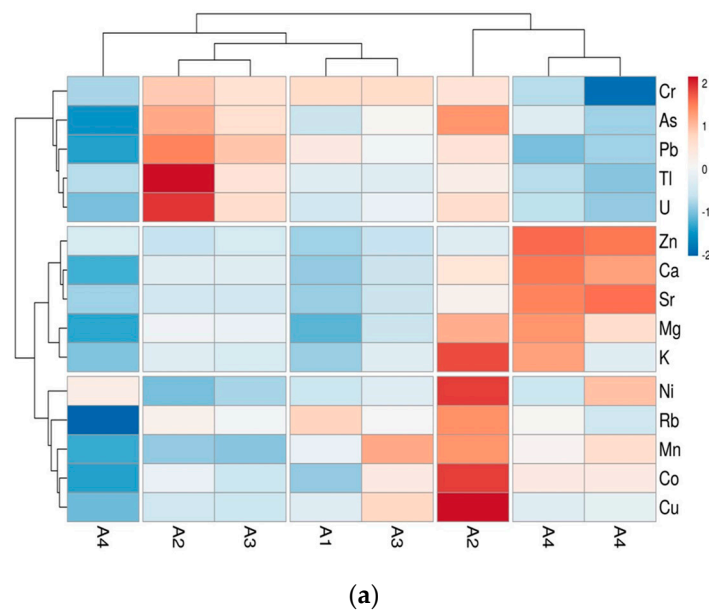 Cr
As
Pb
Tl
U
Zn
Ca
Sr
Mg
K
Ni
Rb
Mn
Co
Cu
2
1
0
-1
-2
A4 A2 A3 A1 A3 A2 A4 A4
(a)